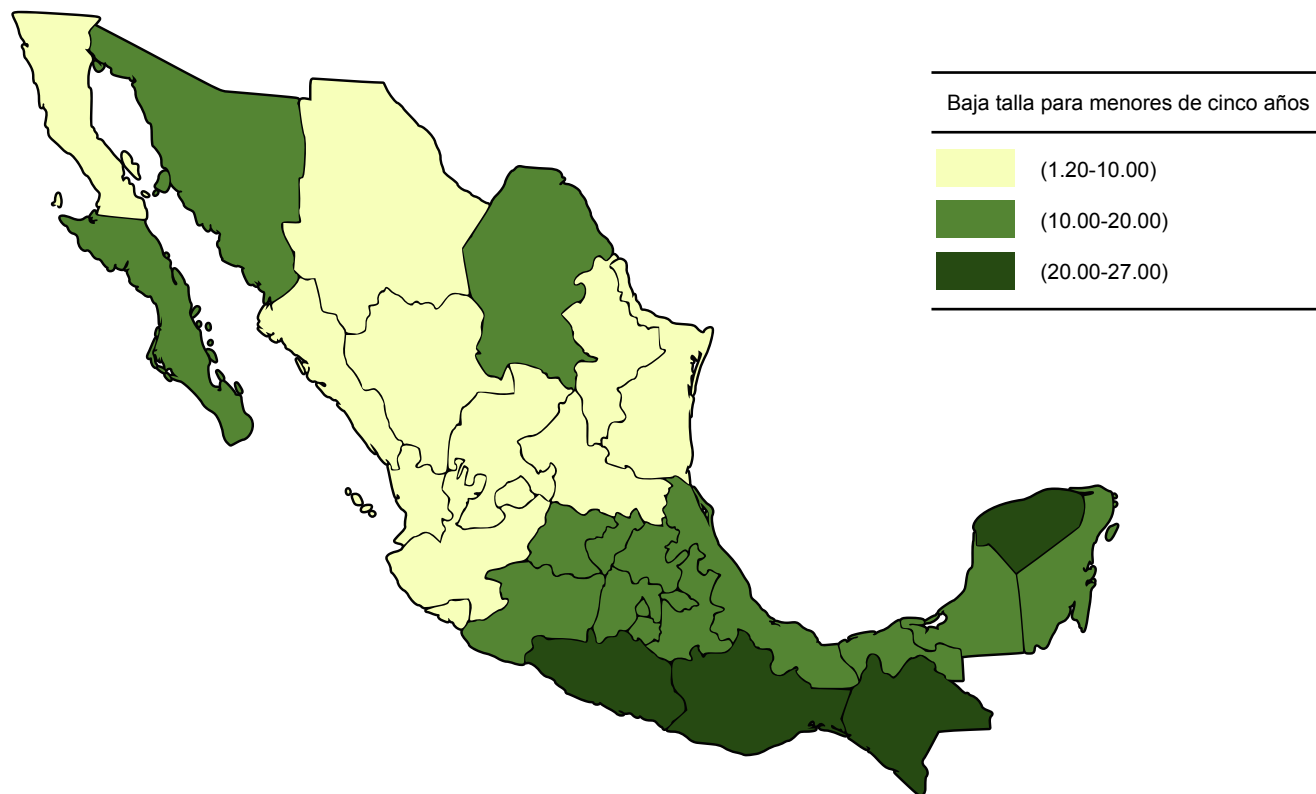 Baja talla para menores de cinco años
(1.20-10.00)
(10.00-20.00)
(20.00-27.00)